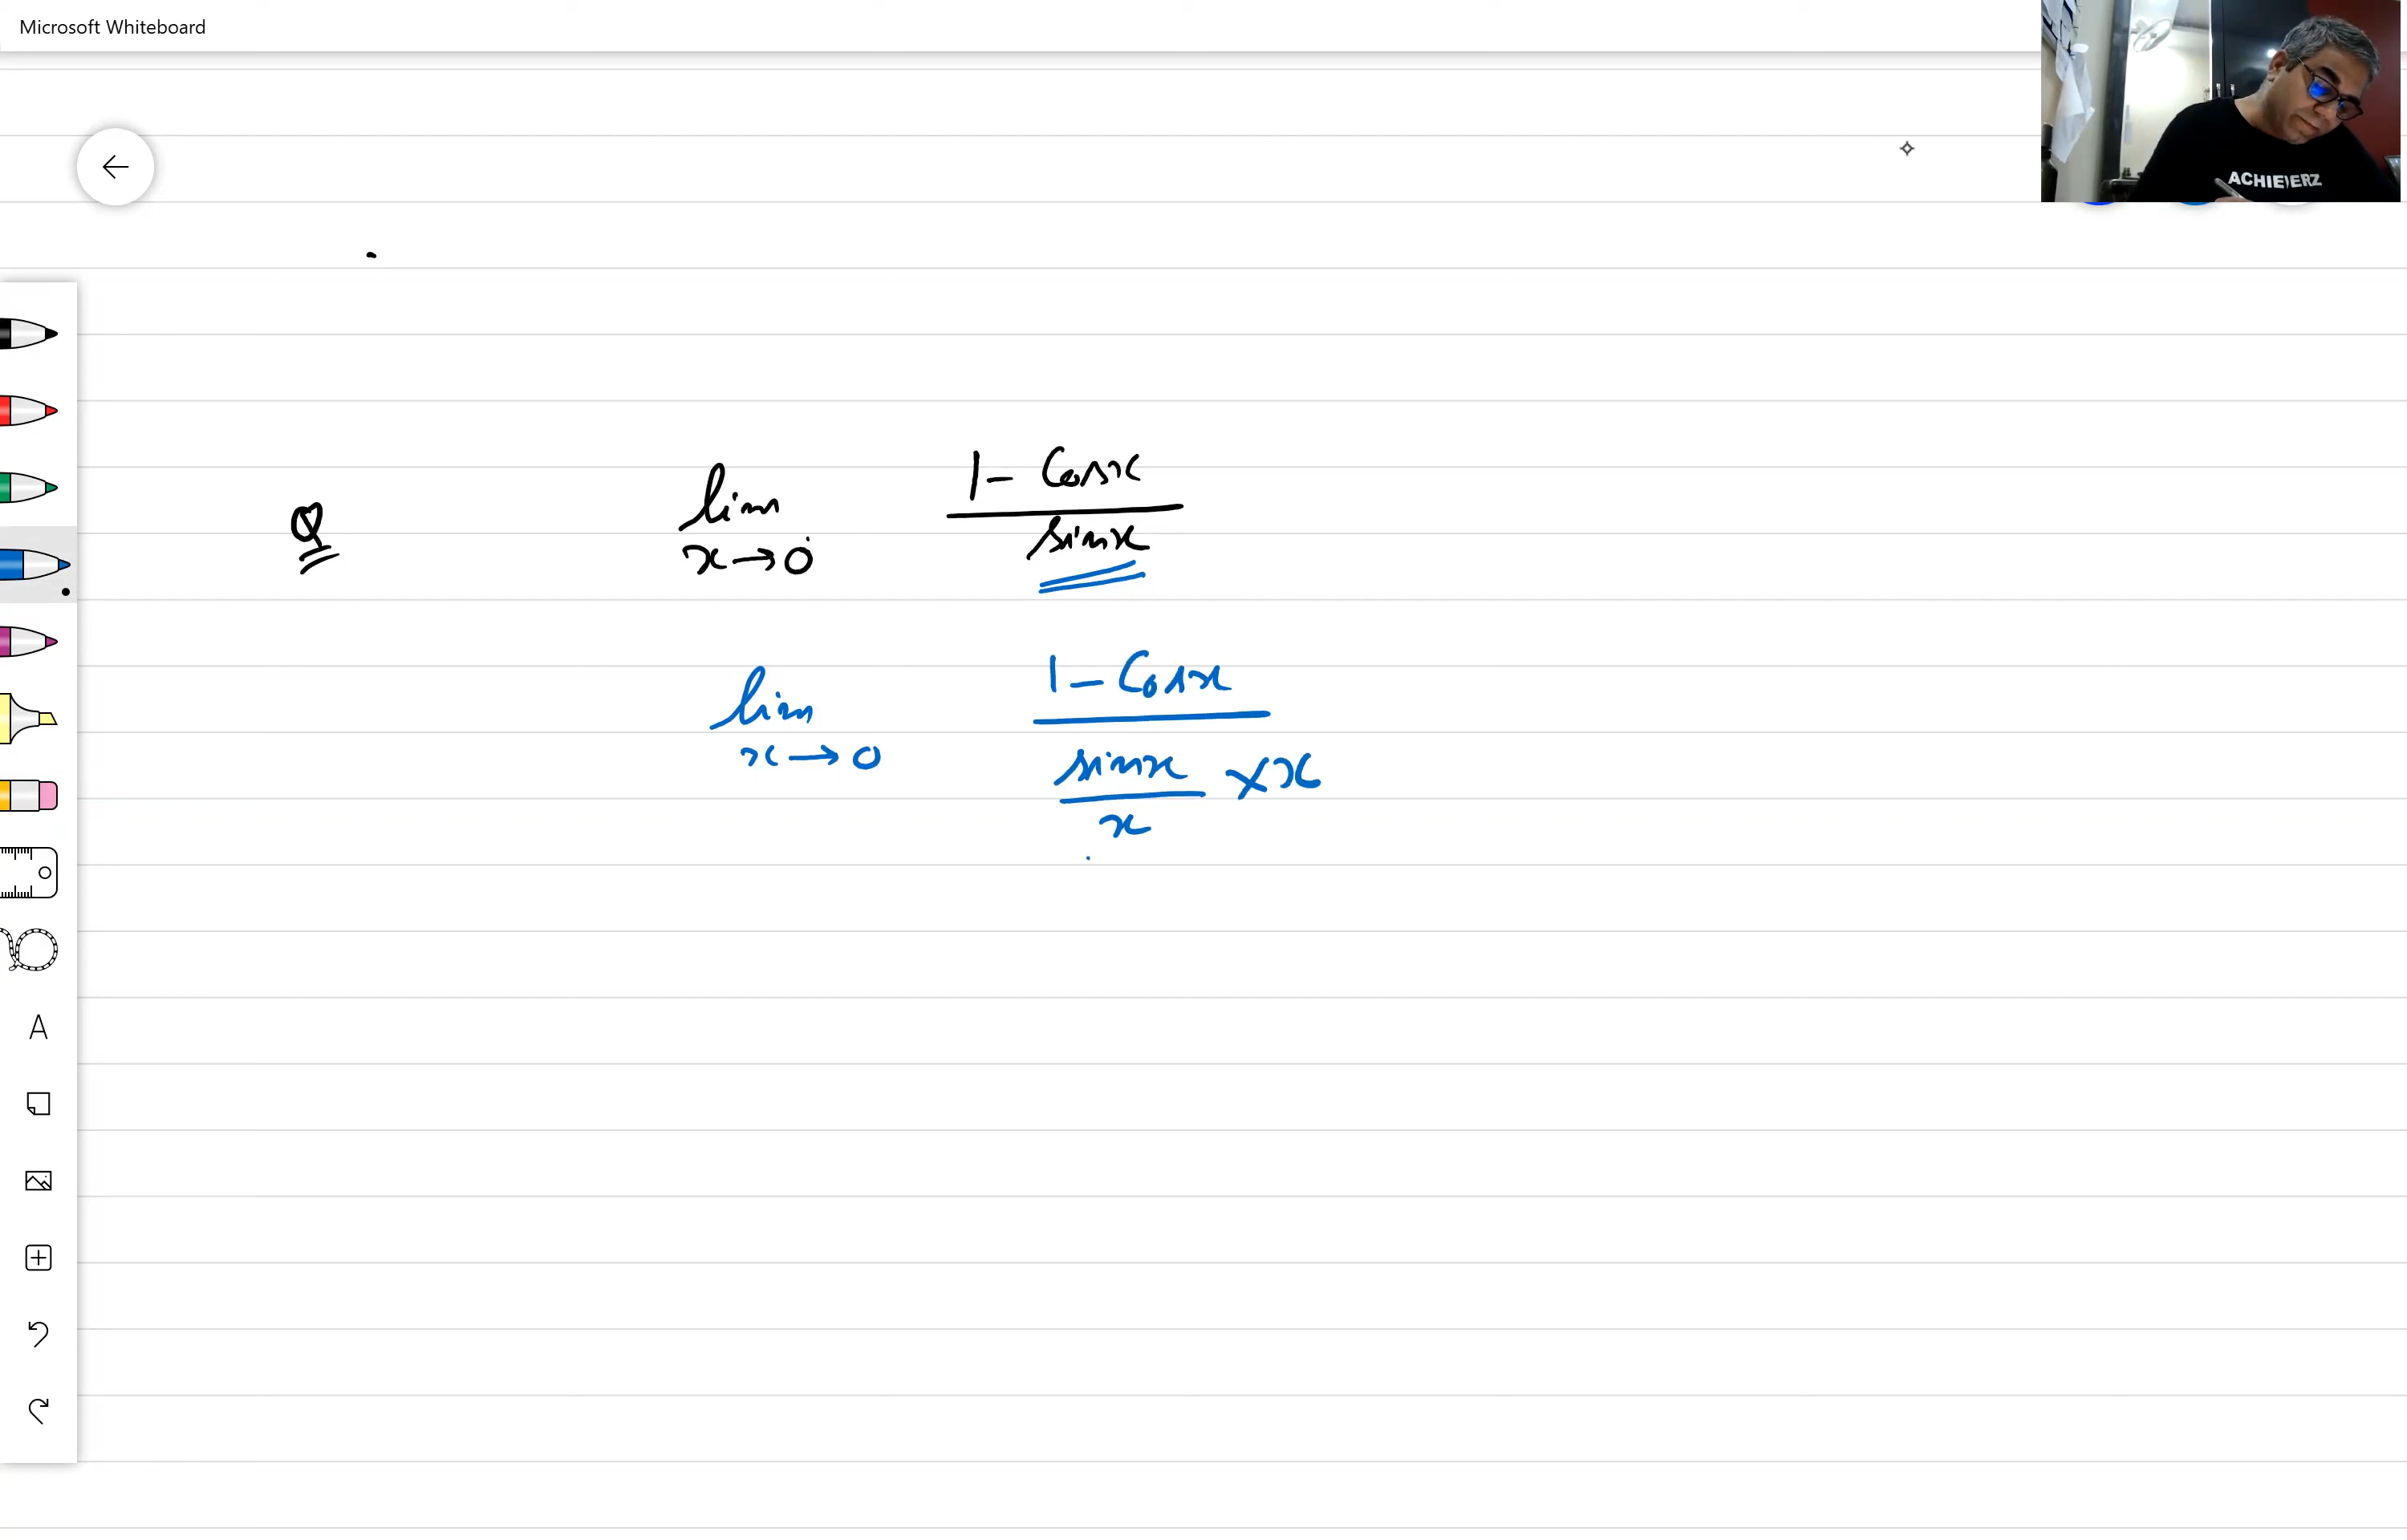 Microsoft Whiteboard
ACHIEVERZ
Q lim x→0 (1 - Cosx)/(sinx)
lim x→0 (1 - Cosx)/((sinx/x) × x)
A